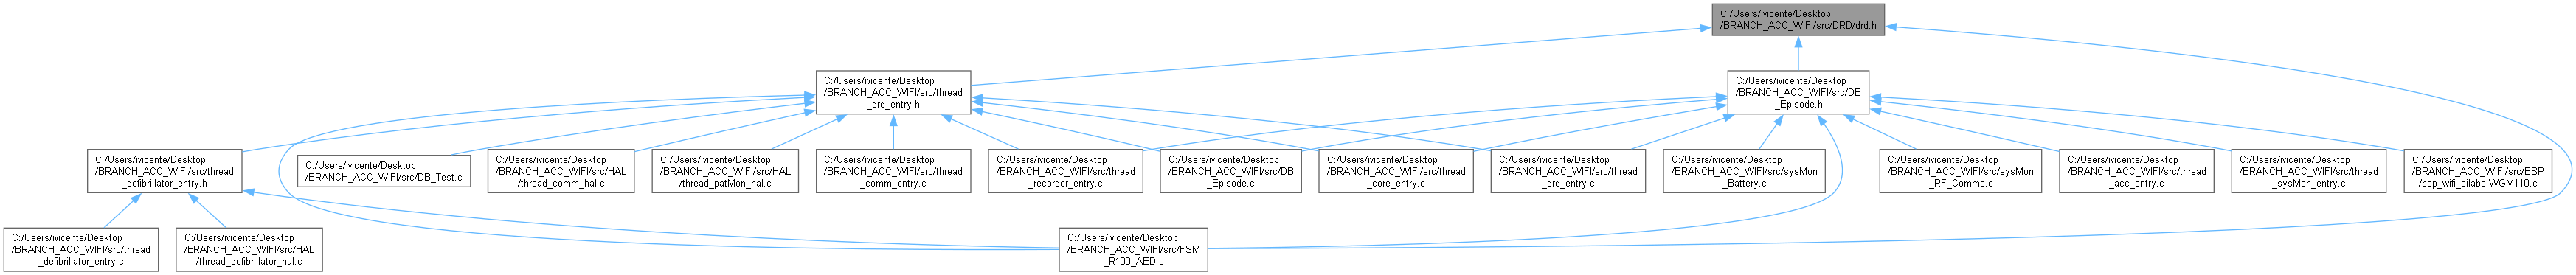 C:/Users/ivicente/Desktop
/BRANCH_ACC_WIFI/src/DRD/drd.h
C:/Users/ivicente/Desktop
/BRANCH_ACC_WIFI/src/thread
_drd_entry.h
C:/Users/ivicente/Desktop
/BRANCH_ACC_WIFI/src/DB
_Episode.h
C:/Users/ivicente/Desktop
/BRANCH_ACC_WIFI/src/thread
_defibrillator_entry.h
C:/Users/ivicente/Desktop
/BRANCH_ACC_WIFI/src/DB_Test.c
C:/Users/ivicente/Desktop
/BRANCH_ACC_WIFI/src/HAL
/thread_comm_hal.c
C:/Users/ivicente/Desktop
/BRANCH_ACC_WIFI/src/HAL
/thread_patMon_hal.c
C:/Users/ivicente/Desktop
/BRANCH_ACC_WIFI/src/thread
_comm_entry.c
C:/Users/ivicente/Desktop
/BRANCH_ACC_WIFI/src/thread
_recorder_entry.c
C:/Users/ivicente/Desktop
/BRANCH_ACC_WIFI/src/DB
_Episode.c
C:/Users/ivicente/Desktop
/BRANCH_ACC_WIFI/src/thread
_core_entry.c
C:/Users/ivicente/Desktop
/BRANCH_ACC_WIFI/src/thread
_drd_entry.c
C:/Users/ivicente/Desktop
/BRANCH_ACC_WIFI/src/sysMon
_Battery.c
C:/Users/ivicente/Desktop
/BRANCH_ACC_WIFI/src/sysMon
_RF_Comms.c
C:/Users/ivicente/Desktop
/BRANCH_ACC_WIFI/src/thread
_acc_entry.c
C:/Users/ivicente/Desktop
/BRANCH_ACC_WIFI/src/thread
_sysMon_entry.c
C:/Users/ivicente/Desktop
/BRANCH_ACC_WIFI/src/BSP
/bsp_wifi_silabs-WGM110.c
C:/Users/ivicente/Desktop
/BRANCH_ACC_WIFI/src/thread
_defibrillator_entry.c
C:/Users/ivicente/Desktop
/BRANCH_ACC_WIFI/src/HAL
/thread_defibrillator_hal.c
C:/Users/ivicente/Desktop
/BRANCH_ACC_WIFI/src/FSM
_R100_AED.c